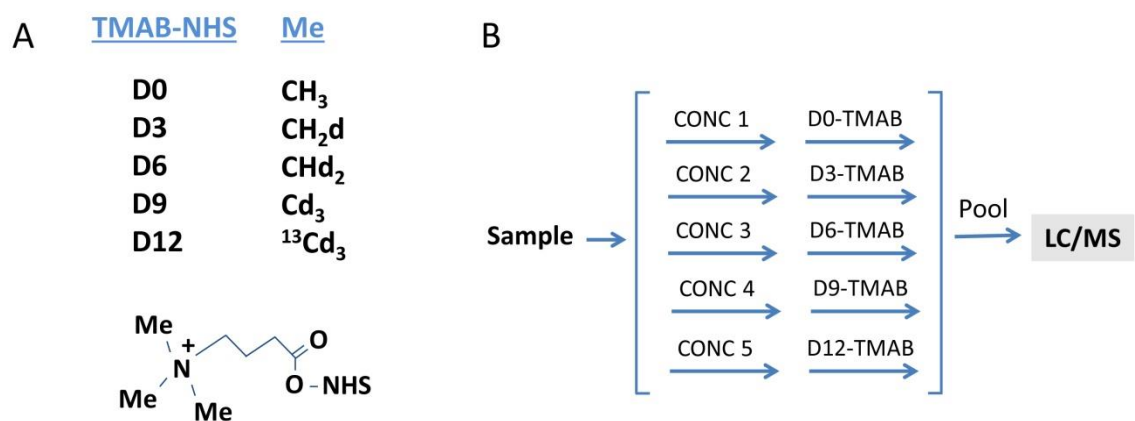 A
TMAB-NHS Me
D0 CH₃
D3 CH₂d
D6 CHd₂
D9 Cd₃
D12 ¹³Cd₃
Me
+
N
Me
Me
O
O
NHS
B
Sample
CONC 1 D0-TMAB
CONC 2 D3-TMAB
CONC 3 D6-TMAB
CONC 4 D9-TMAB
CONC 5 D12-TMAB
Pool
LC/MS